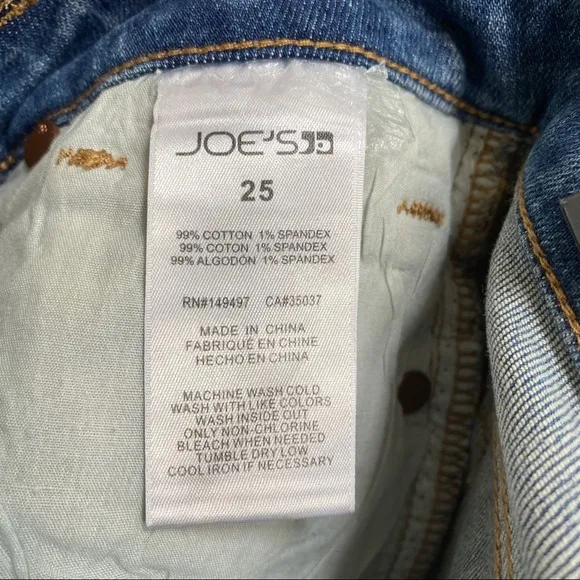 JOE'S
25
99% COTTON 1% SPANDEX
99% COTON 1% SPANDEX
99% ALGODÓN 1% SPANDEX
RN#149497 CA#35037
MADE IN CHINA
FABRIQUÉ EN CHINE
HECHO EN CHINA
MACHINE WASH COLD
WASH WITH LIKE COLORS
WASH INSIDE OUT
ONLY NON-CHLORINE
BLEACH WHEN NEEDED
TUMBLE DRY LOW
COOL IRON IF NECESSARY